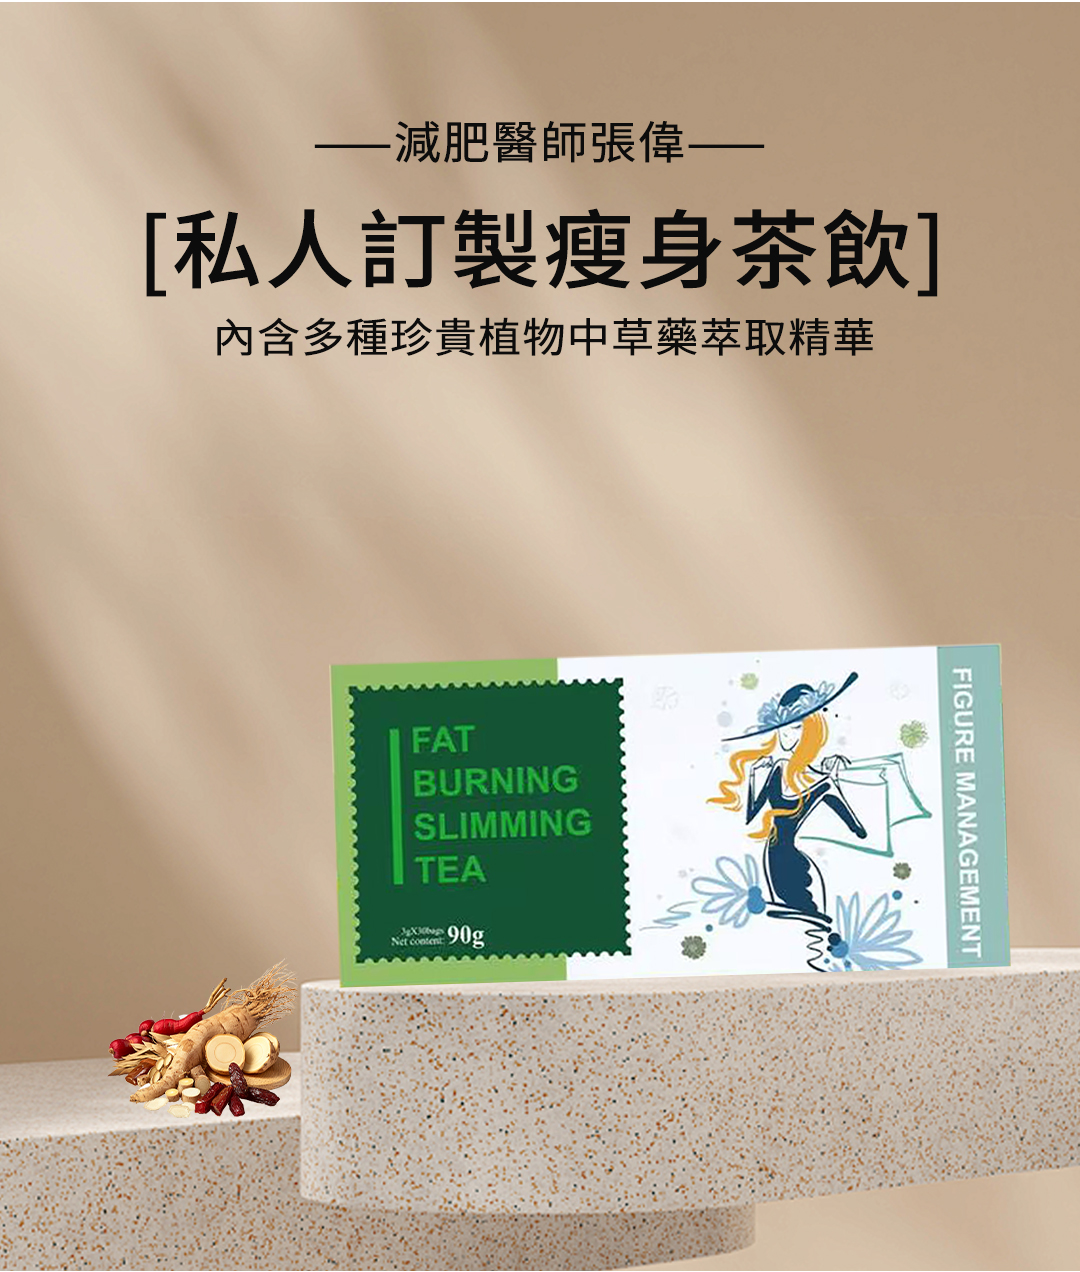 ——減肥醫師張偉——
[私人訂製瘦身茶飲]
內含多種珍貴植物中草藥萃取精華
FAT
BURNING
SLIMMING
TEA
3gX30bags
Net content: 90g
FIGURE MANAGEMENT